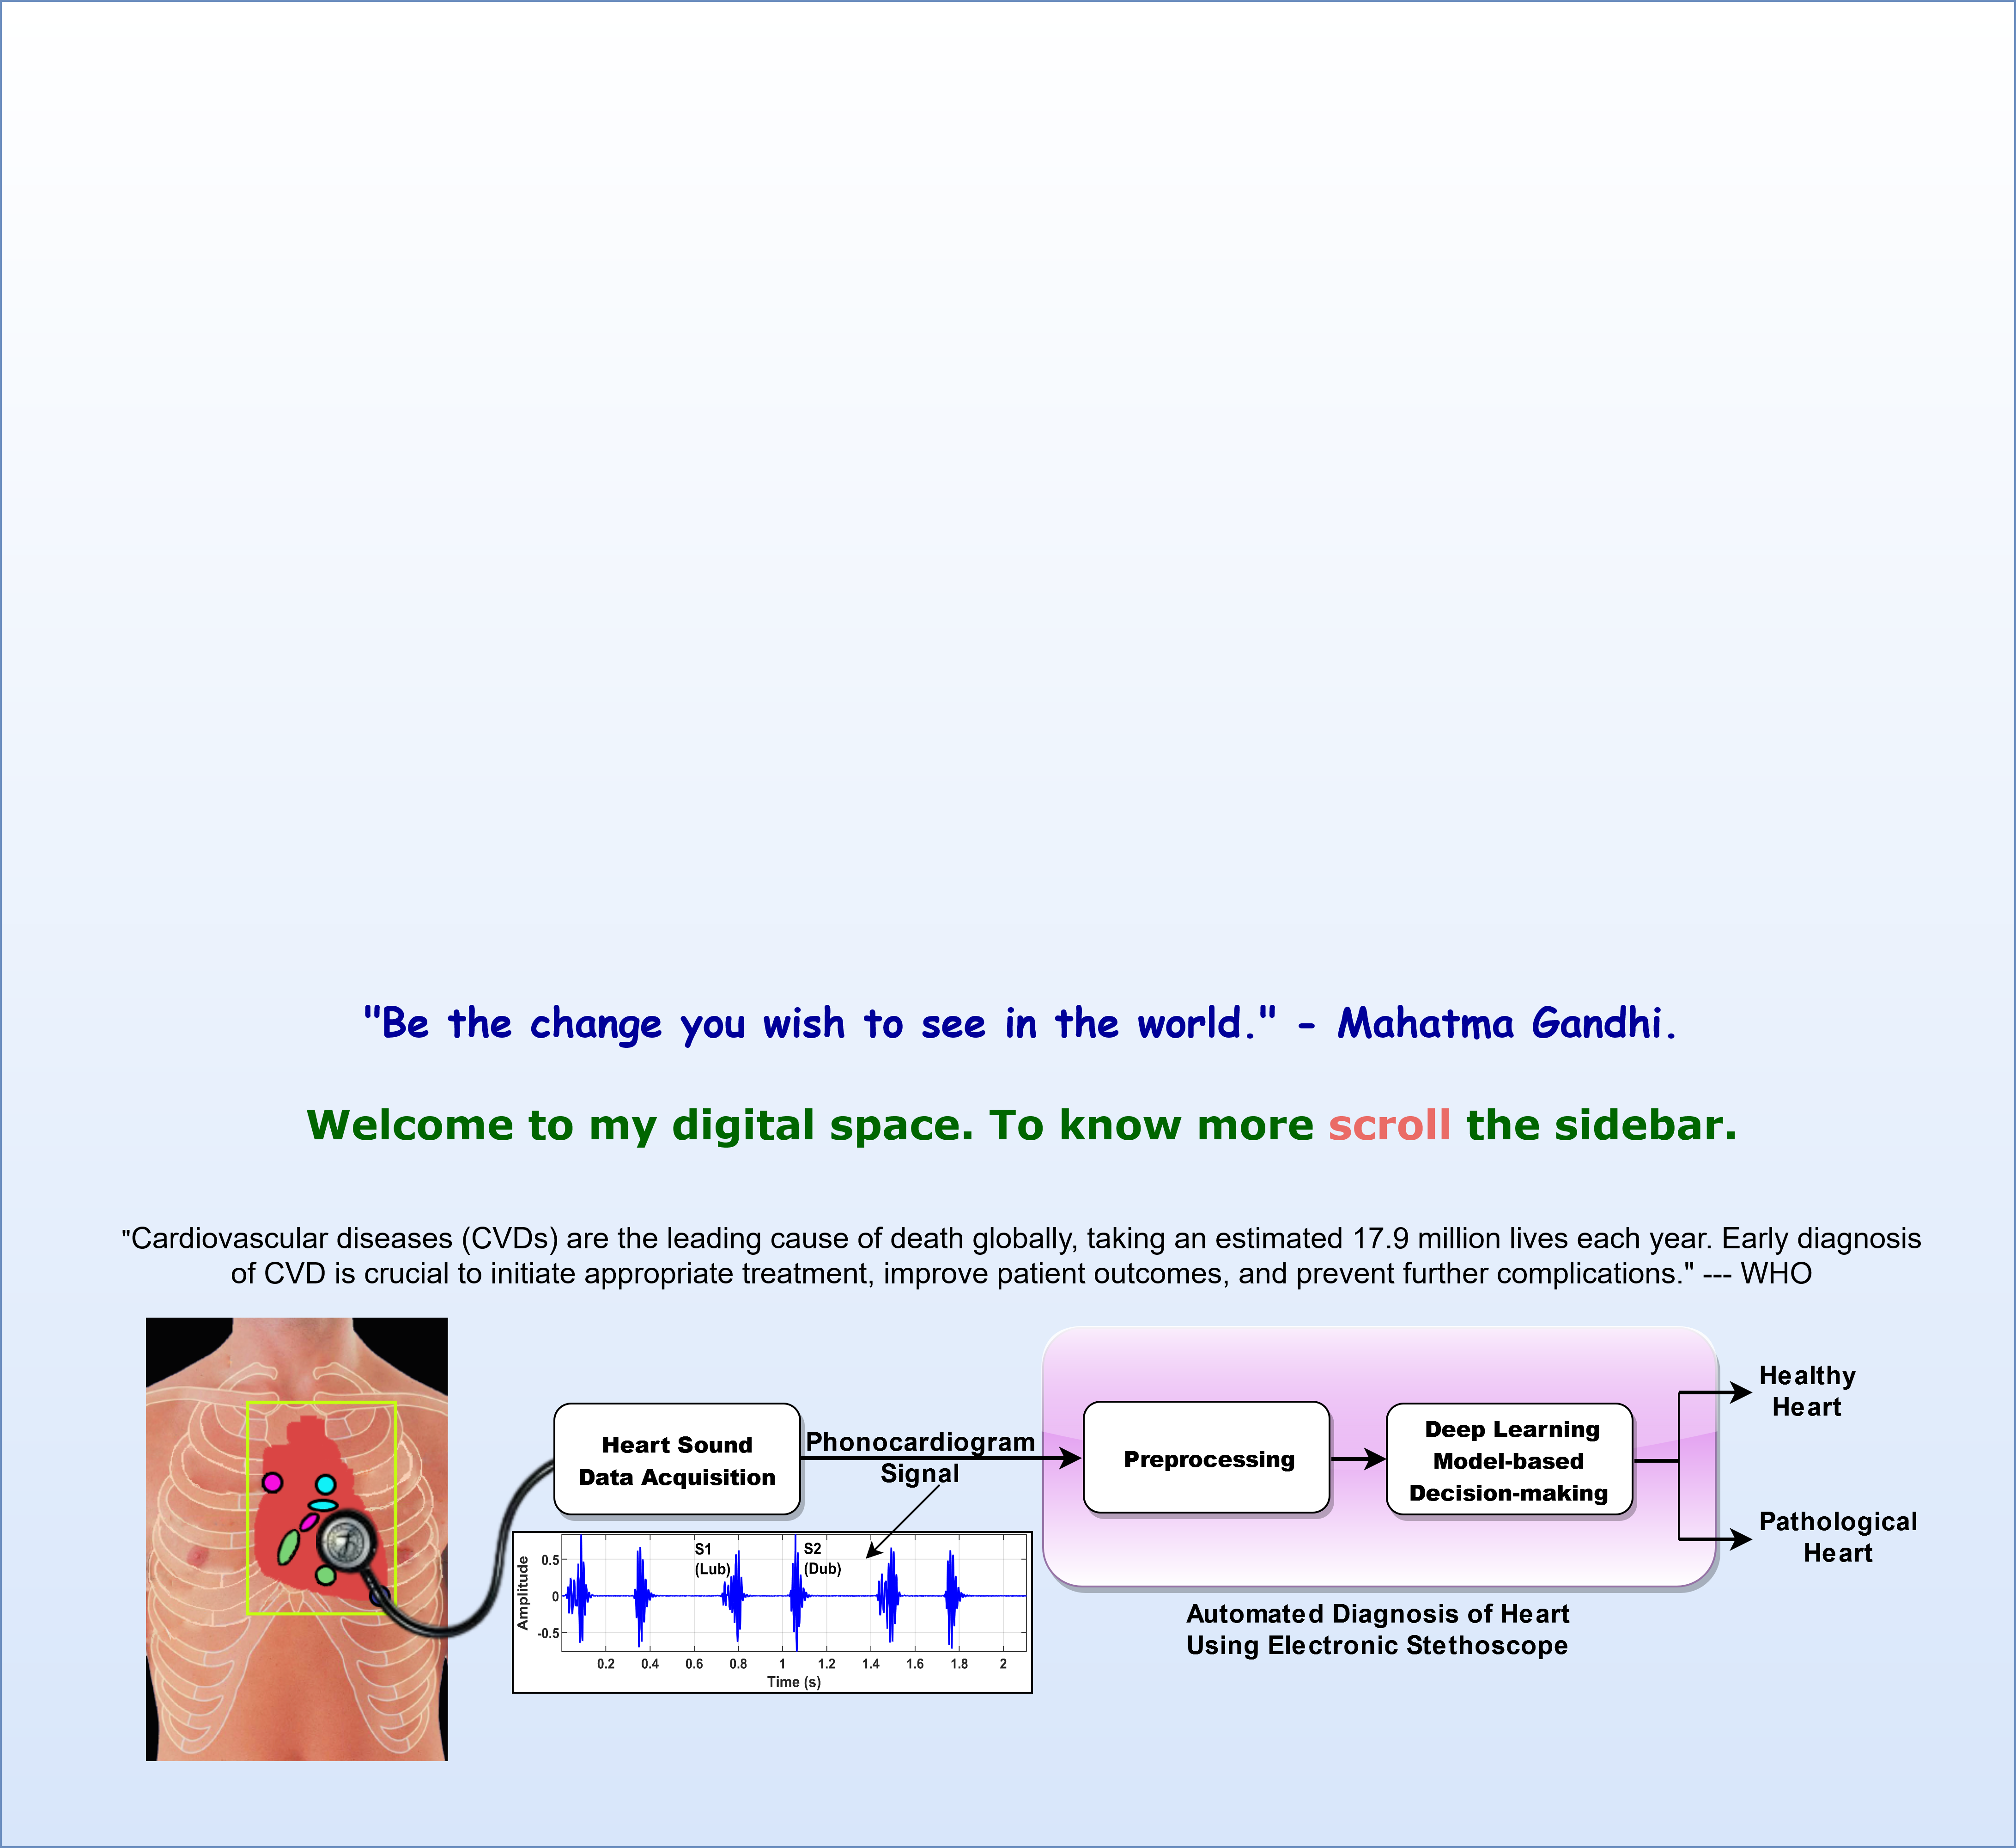 "Be the change you wish to see in the world." - Mahatma Gandhi.
Welcome to my digital space. To know more scroll the sidebar.
"Cardiovascular diseases (CVDs) are the leading cause of death globally, taking an estimated 17.9 million lives each year. Early diagnosis
of CVD is crucial to initiate appropriate treatment, improve patient outcomes, and prevent further complications." --- WHO
Heart Sound
Data Acquisition
Phonocardiogram
Signal
Preprocessing
Deep Learning
Model-based
Decision-making
Healthy
Heart
Pathological
Heart
Automated Diagnosis of Heart
Using Electronic Stethoscope
Amplitude
0.5
0
-0.5
S1
(Lub)
S2
(Dub)
0.2 0.4 0.6 0.8 1 1.2 1.4 1.6 1.8 2
Time (s)